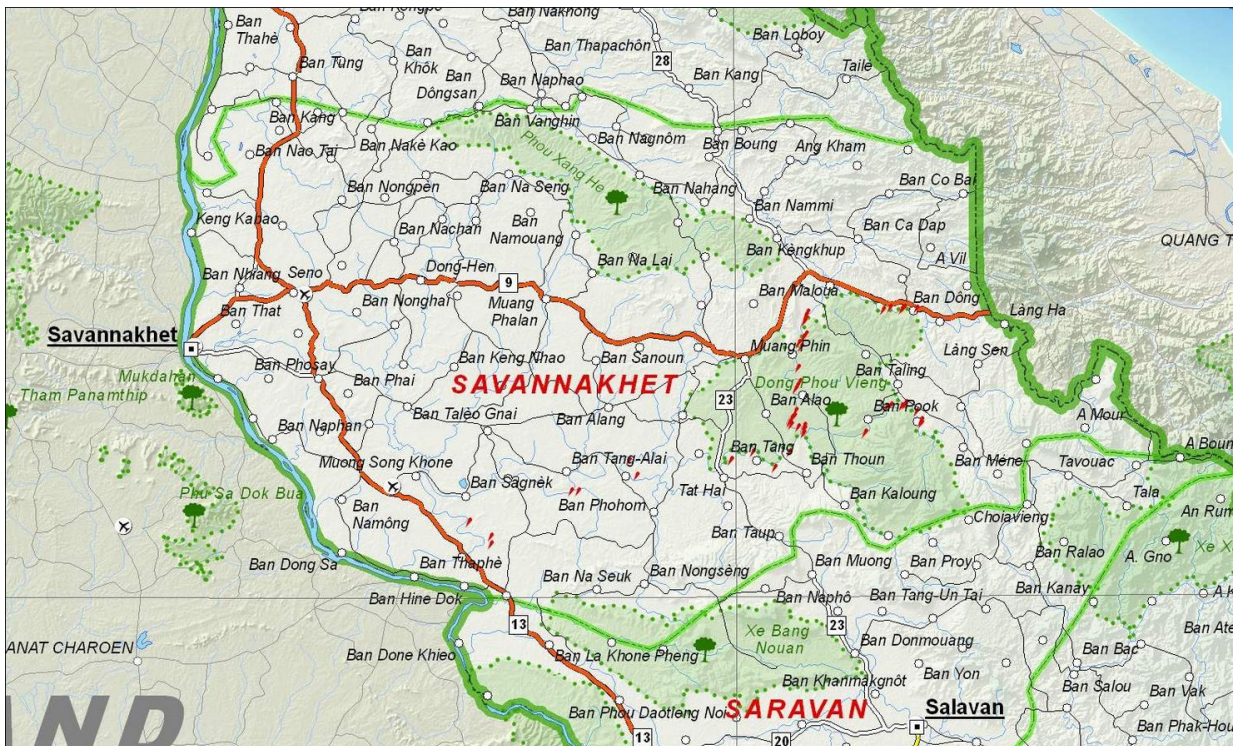 Ban Nakhong
Ban
Thahè
Ban Tùng
Ban
Khôk
Ban
Dôngsan
Ban Thapachôn
Ban Naphao
28
Ban Kang
Ban Loboy
Taile
Ban Kang
Ban Nao Tai
Ban Nakè Kao
Ban Vanghin
Phou Xang He
Ban Nagnôm
Ban Boung
Ang Kham
Ban Nongpèn
Ban Na Seng
Ban Nahang
Ban Co Bai
Keng Kabao
Ban Nachan
Ban
Namouang
Ban Nammi
Ban Ca Dap
Ban Kèngkhup
QUANG T
Ban Nhiang
Seno
Dong-Hen
9
Ban Na Lai
A Vil
Ban That
Ban Nonghai
Muang
Phalan
Ban Maloua
Ban Dông
Làng Ha
Savannakhet
Ban Phosay
Ban Keng Nhao
Ban Sanoun
Muang Phin
Làng Sen
Mukdahan
Tham Panamthip
Ban Phai
SAVANNAKHET
Dong Phou Vieng
Ban Taling
23
Ban Taleo Gnai
Ban Alang
Ban Alao
Ban Pook
A Mour
Ban Naphan
Ban Tang
A Boun
Muong Song Khone
Ban Tang-Alai
Ban Thoun
Ban Mène
Tavouac
Phu Sa Dok Bua
Ban Sagnèk
Ban Phohom
Tat Hai
Ban Kaloung
Tala
Ban
Namông
Choiavieng
An Rum
Ban Taup
Ban Dong Sa
Ban Thaphè
Ban Muong
Ban Proy
Ban Ralao
A. Gno
Xe X
Ban Na Seuk
Ban Nongsèng
Ban Hine Dok
Ban Naphô
Ban Tang-Un Tai
Ban Kanay
A K
13
23
Xe Bang
Nouan
Ban Ate
ANAT CHAROEN
Ban Done Khieo
Ban La Khone Pheng
Ban Donmouang
Ban Bac
Ban Yon
Ban Khanmakgnôt
Ban Salou
Ban Vak
AND
Ban Phou Daotleng Noi
SARAVAN
Salavan
Ban Phak-Hou
13
20